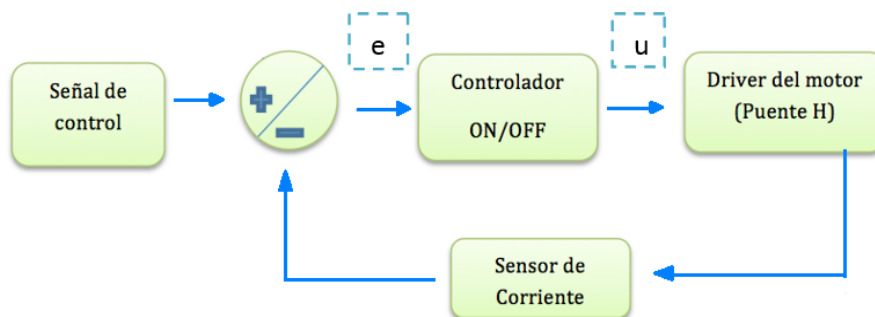 e
u
Señal de
control
+
−
Controlador
ON/OFF
Driver del motor
(Puente H)
Sensor de
Corriente